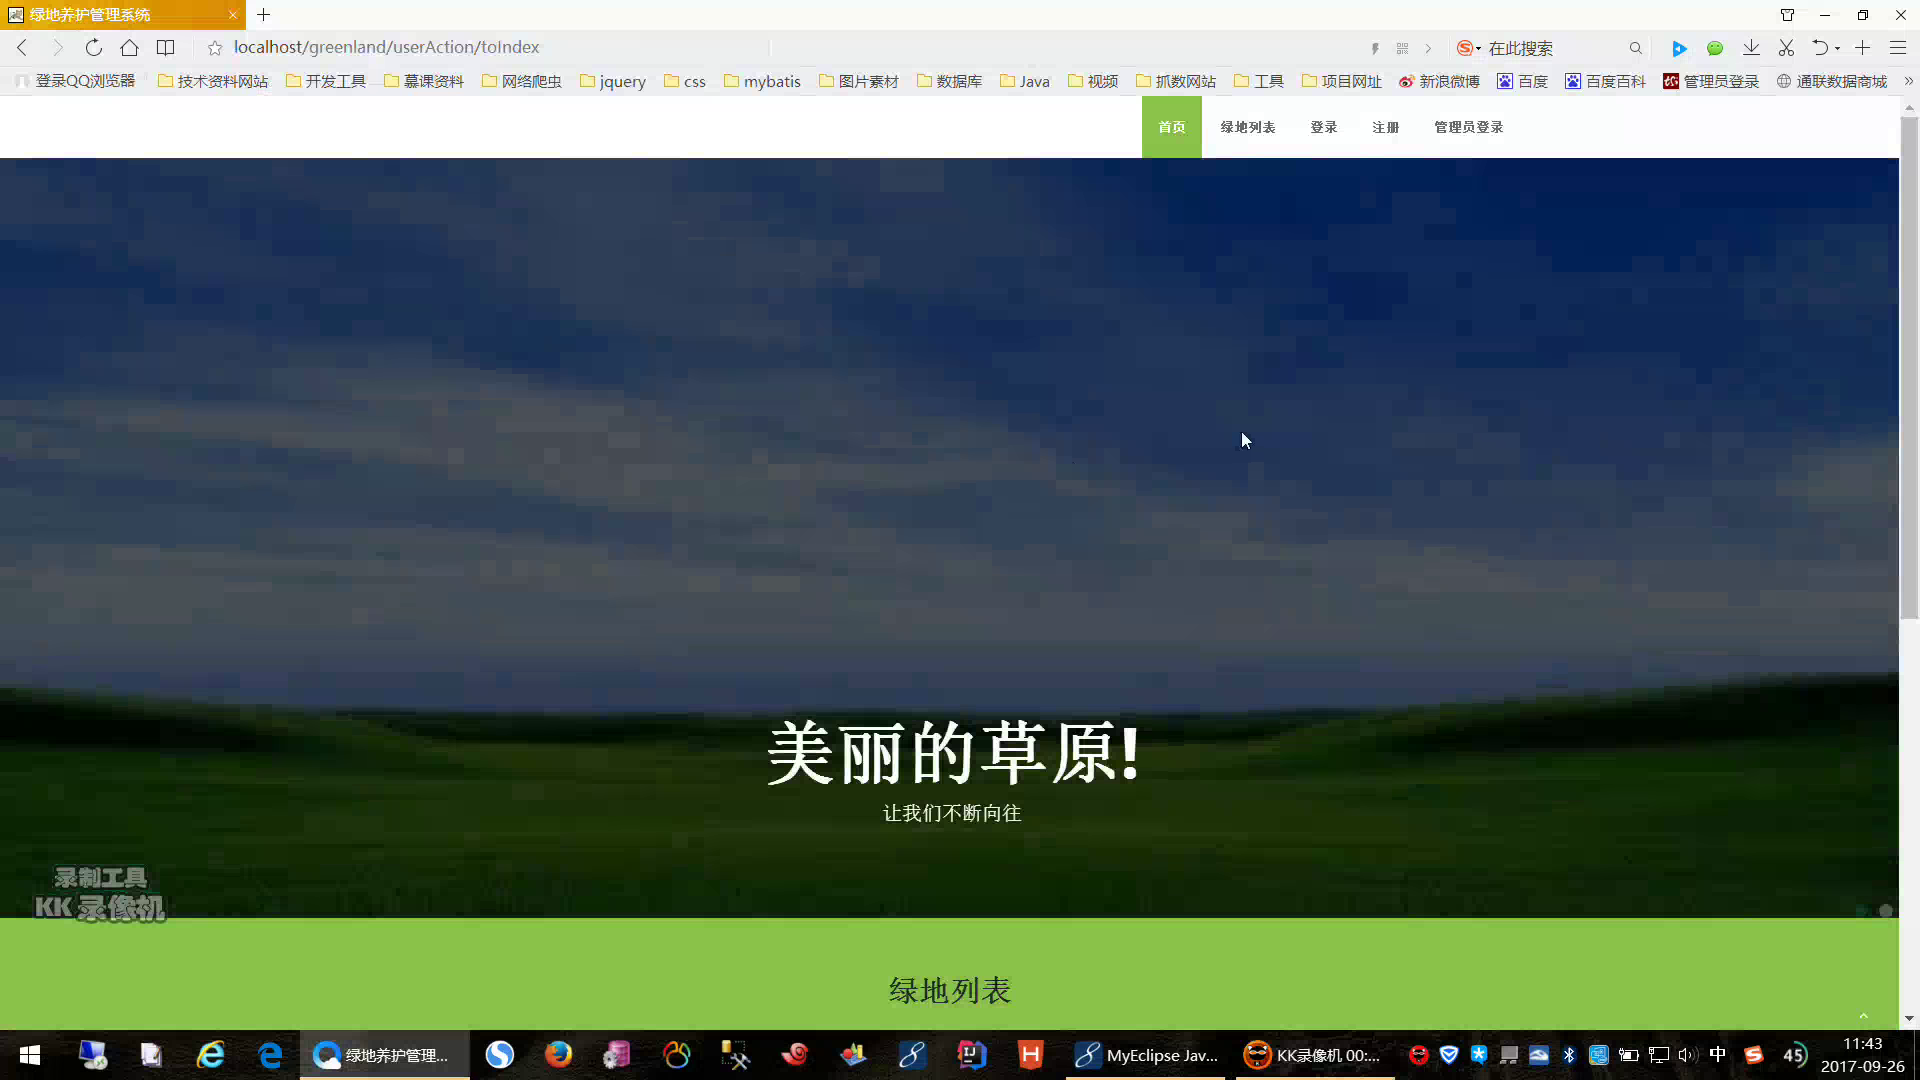 绿地养护管理系统
localhost/greenland/userAction/toIndex
在此搜索
登录QQ浏览器 技术资料网站 开发工具 慕课资料 网络爬虫 jquery css mybatis 图片素材 数据库 Java 视频 抓数网站 工具 项目网址 新浪微博 百度 百度百科 管理员登录 通联数据商城
首页 绿地列表 登录 注册 管理员登录
美丽的草原!
让我们不断向往
录制工具
KK 录像机
绿地列表
绿地养护管理...
MyEclipse Jav...
KK录像机 00:...
中
45
11:43
2017-09-26